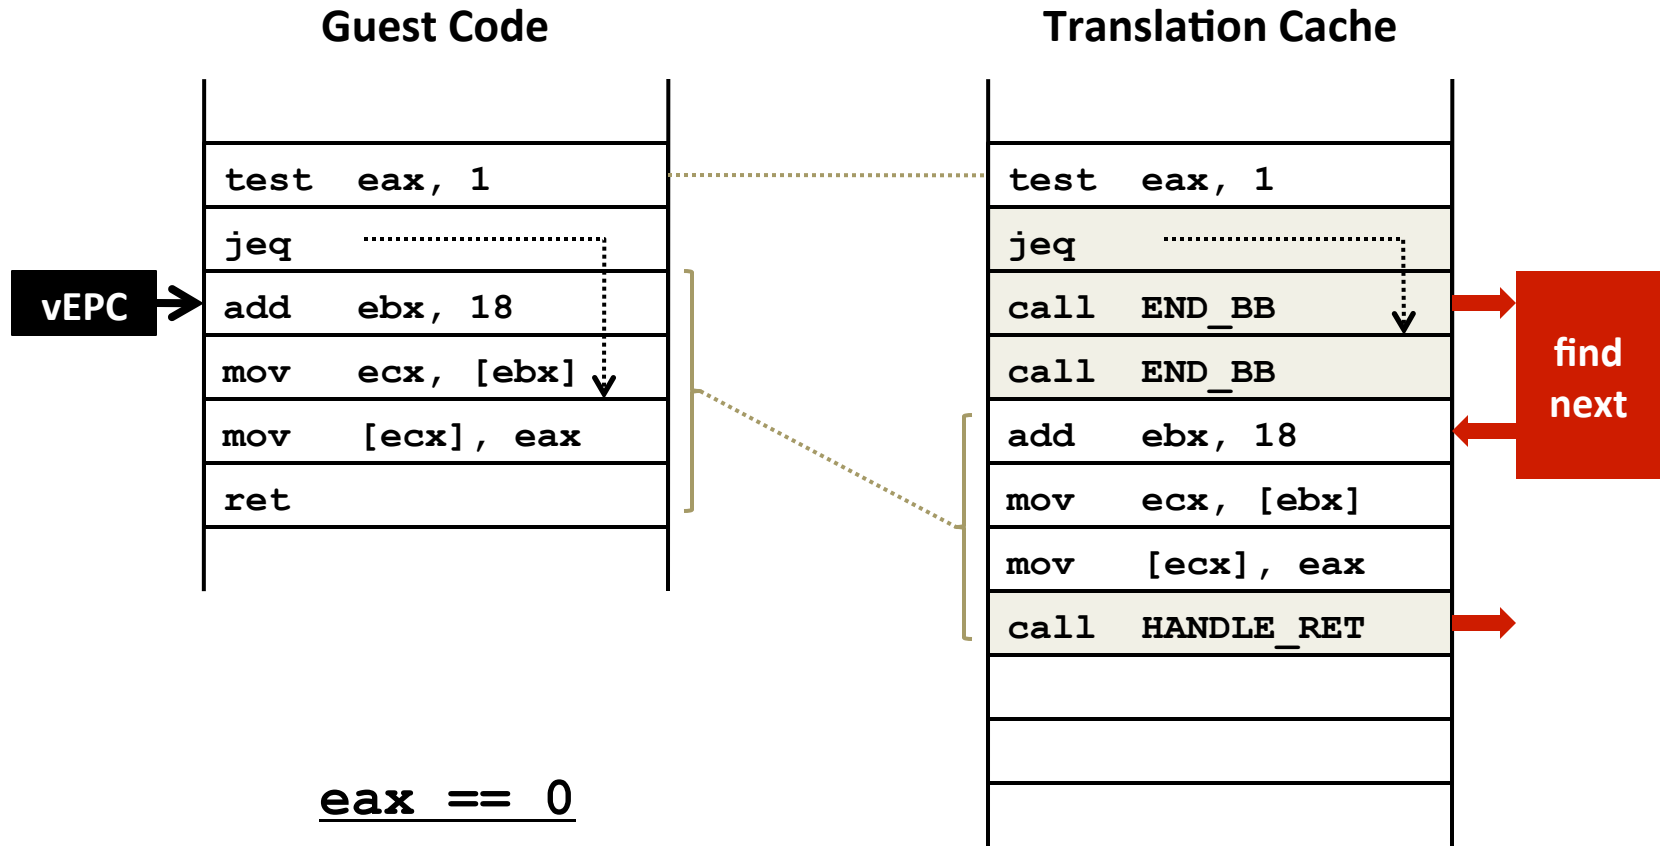 Guest Code
Translation Cache
test eax, 1
jeq
add ebx, 18
mov ecx, [ebx]
mov [ecx], eax
ret
vEPC
eax == 0
test eax, 1
jeq
call END_BB
call END_BB
add ebx, 18
mov ecx, [ebx]
mov [ecx], eax
call HANDLE_RET
find
next